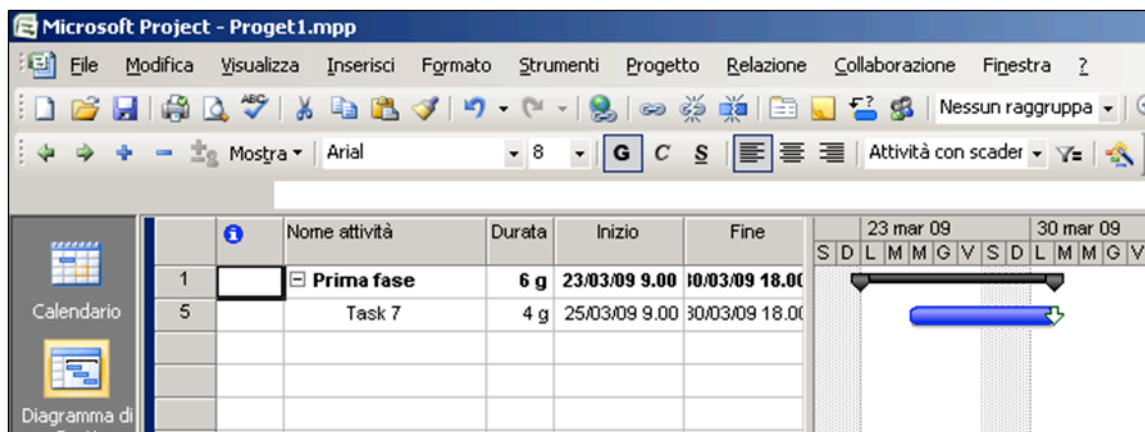 Microsoft Project - Proget1.mpp
File Modifica Visualizza Inserisci Formato Strumenti Progetto Relazione Collaborazione Finestra ?
ABC Nessun raggruppa
Mostra Arial 8 G C S Attività con scader
Nome attività Durata Inizio Fine 23 mar 09 30 mar 09
S D L M M G V S D L M M G V
1 Prima fase 6 g 23/03/09 9.00 30/03/09 18.00
Calendario 5 Task 7 4 g 25/03/09 9.00 30/03/09 18.00
Diagramma di